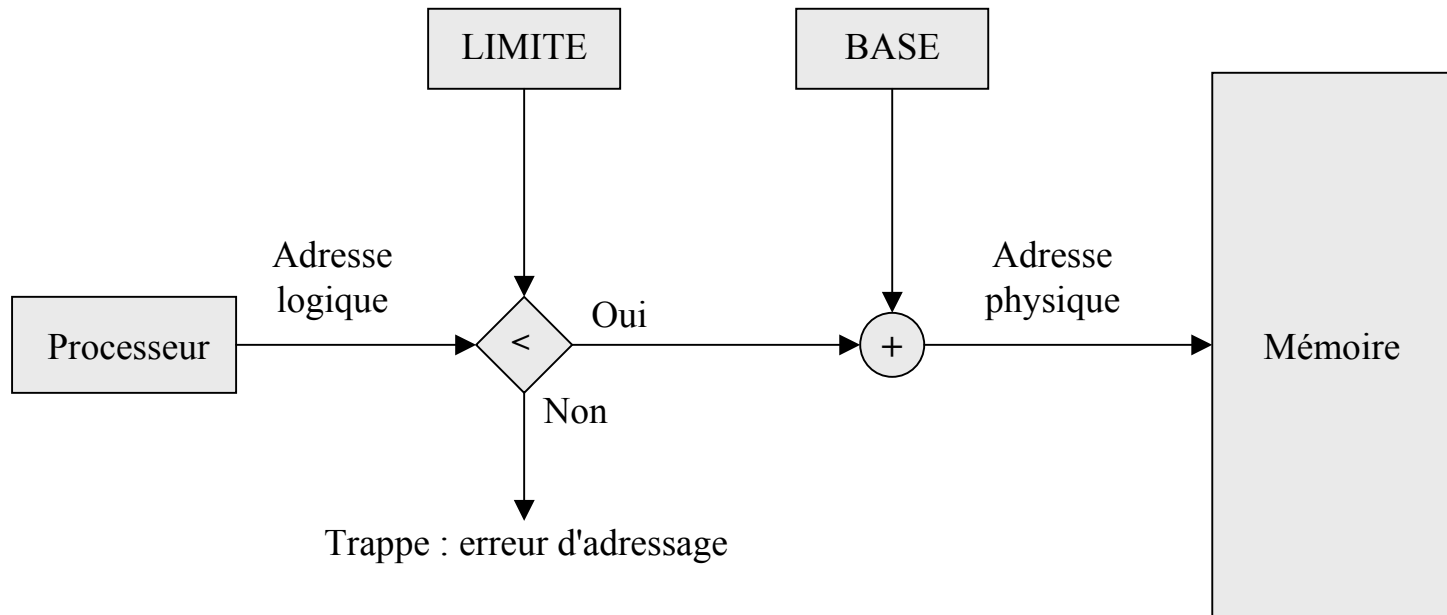 LIMITE
BASE
Adresse
logique
Adresse
physique
Processeur
<
Oui
+
Mémoire
Non
Trappe : erreur d'adressage